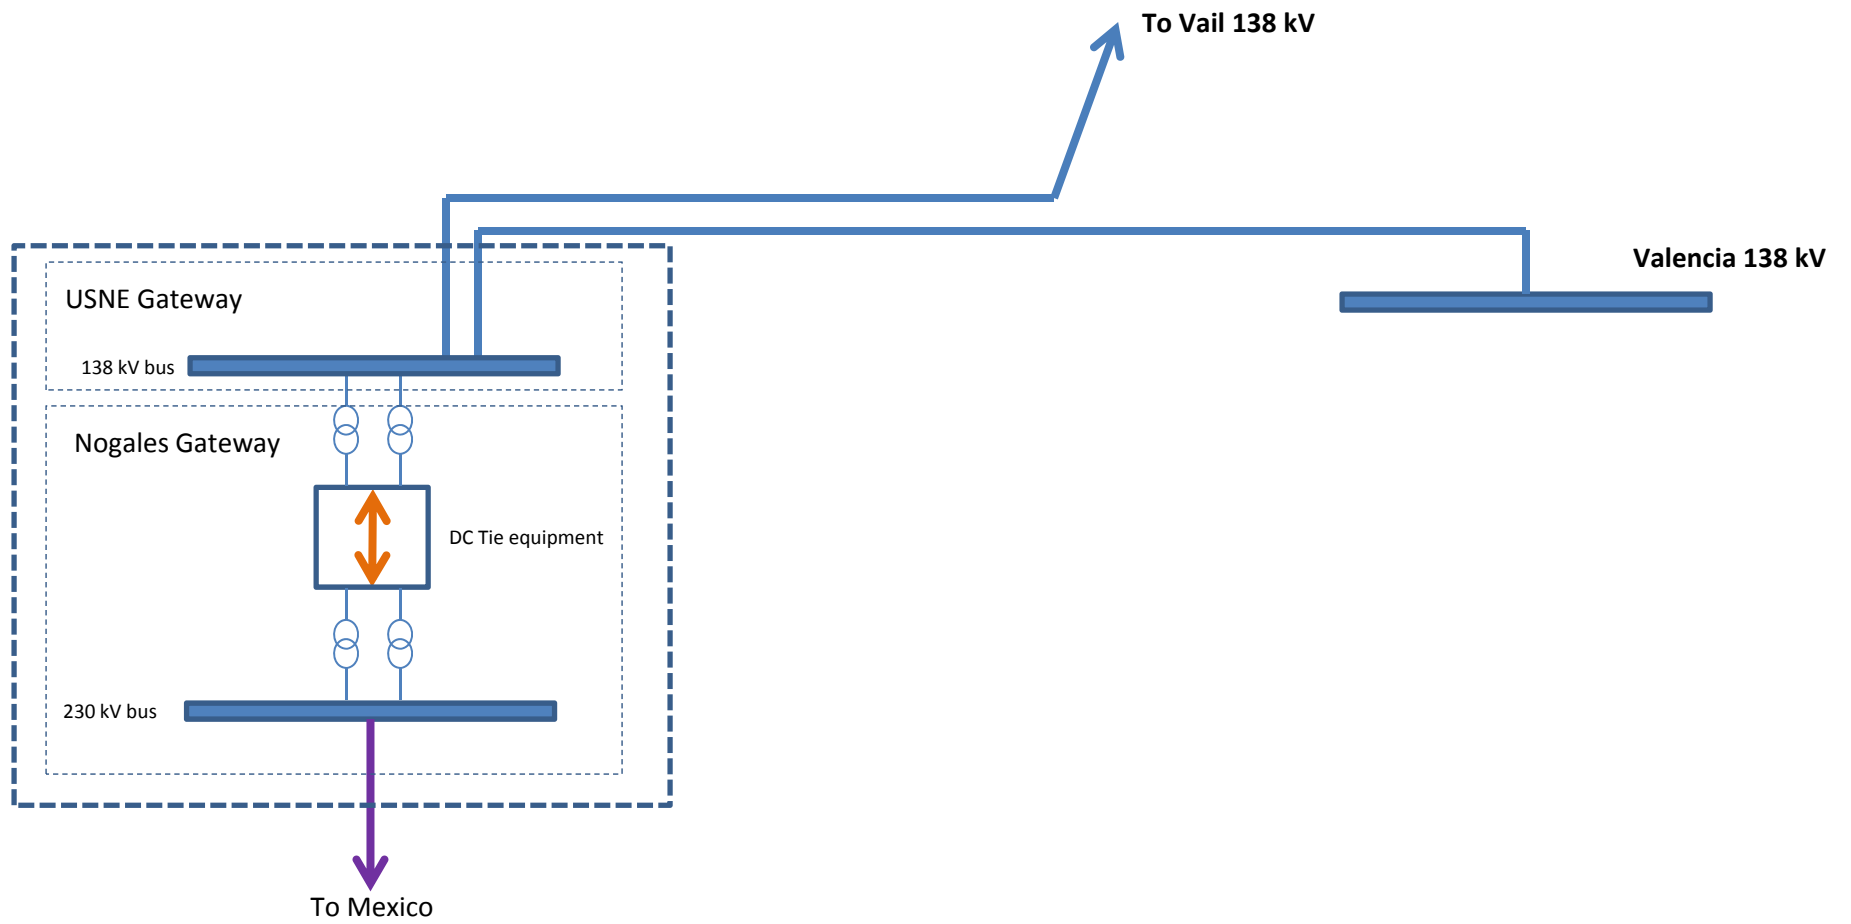 To Vail 138 kV
Valencia 138 kV
USNE Gateway
138 kV bus
Nogales Gateway
DC Tie equipment
230 kV bus
To Mexico